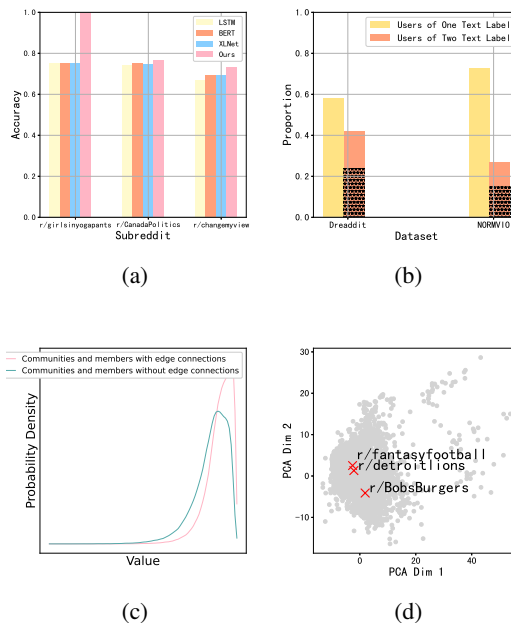 1.0
0.8
0.6
0.4
0.2
0.0
Accuracy
LSTM
BERT
XLNet
Ours
r/girlsinyogapants r/CanadaPolitics r/changemyview
Subreddit
(a)
1.0
0.8
0.6
0.4
0.2
0.0
Proportion
Users of One Text Label
Users of Two Text Label
Dreaddit NORMVIO
Dataset
(b)
Communities and members with edge connections
Communities and members without edge connections
Probability Density
Value
(c)
30
20
10
0
-10
PCA Dim 2
r/fantasyfootball
r/detroitlions
r/BobsBurgers
0 20 40
PCA Dim 1
(d)